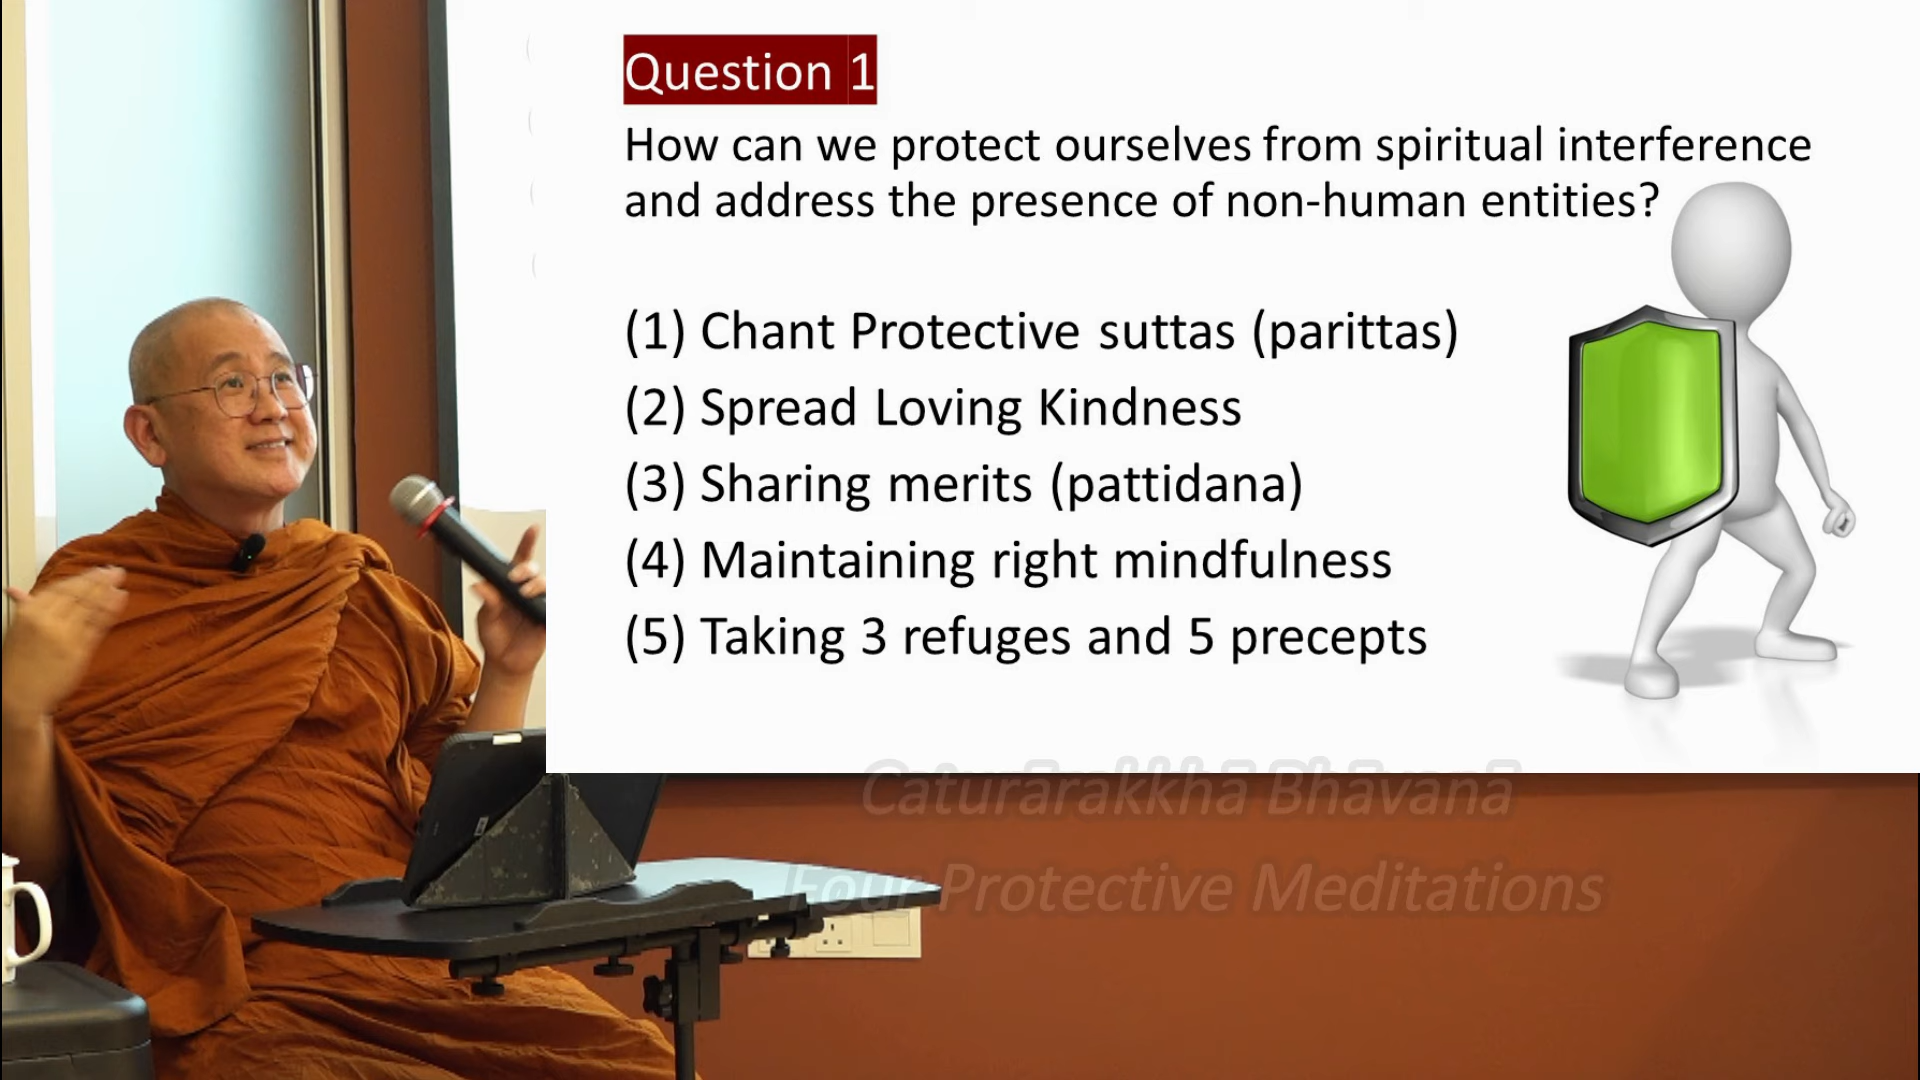 Question 1
How can we protect ourselves from spiritual interference
and address the presence of non-human entities?
(1) Chant Protective suttas (parittas)
(2) Spread Loving Kindness
(3) Sharing merits (pattidana)
(4) Maintaining right mindfulness
(5) Taking 3 refuges and 5 precepts
Caturārakkhā Bhāvanā
Four Protective Meditations